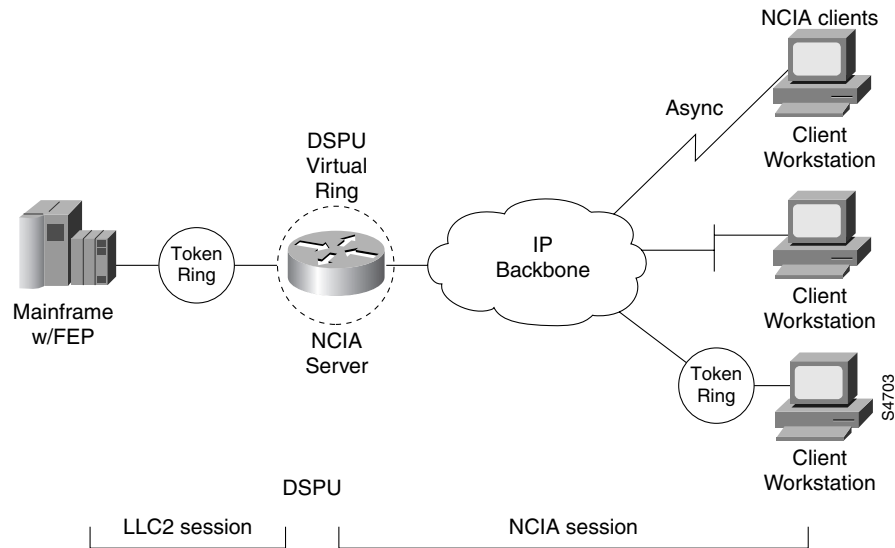 NCIA clients
Async
Client
Workstation
DSPU
Virtual
Ring
Token
Ring
IP
Backbone
Mainframe
w/FEP
NCIA
Server
Client
Workstation
Token
Ring
S4703
Client
Workstation
DSPU
LLC2 session
NCIA session